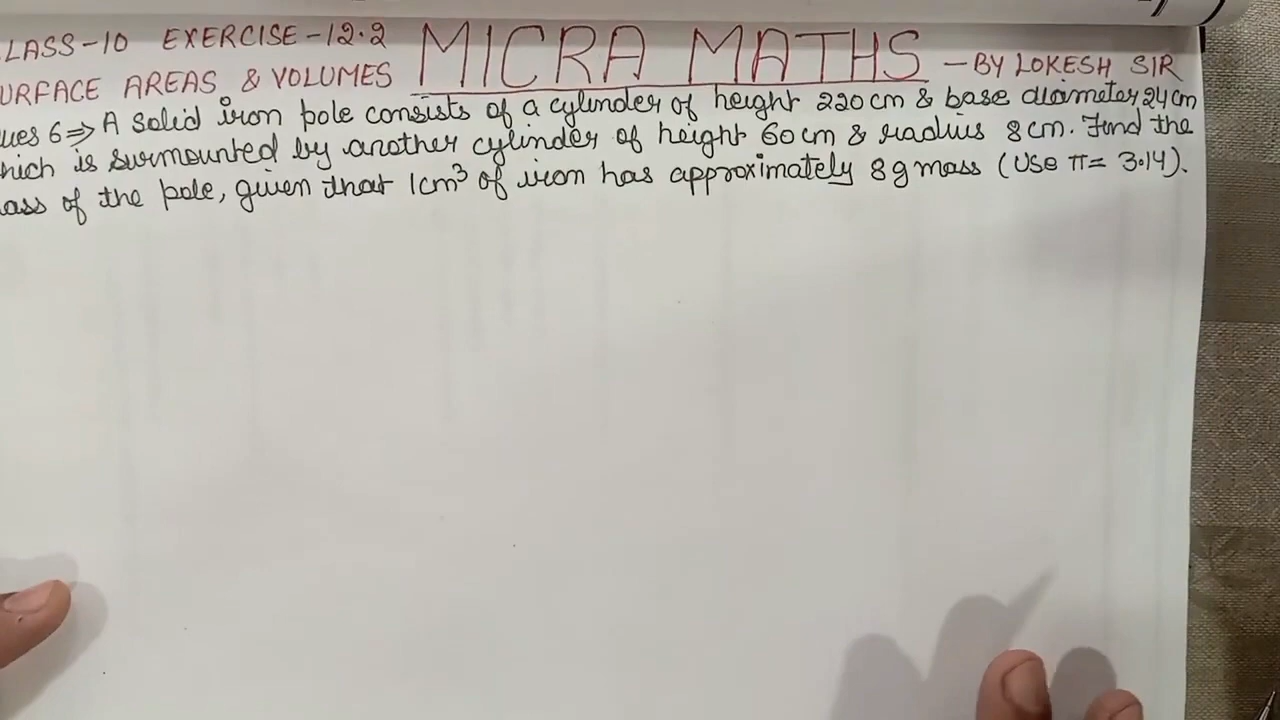 LASS-10 EXERCISE-12.2 MICRA MATHS - BY LOKESH SIR
URFACE AREAS & VOLUMES
ues 6 ⇒ A solid iron pole consists of a cylinder of height 220 cm & base diameter 24 cm
hich is surmounted by another cylinder of height 60 cm & radius 8 cm. Find the
ass of the pole, given that 1cm³ of iron has approximately 8 g mass (Use π = 3.14).